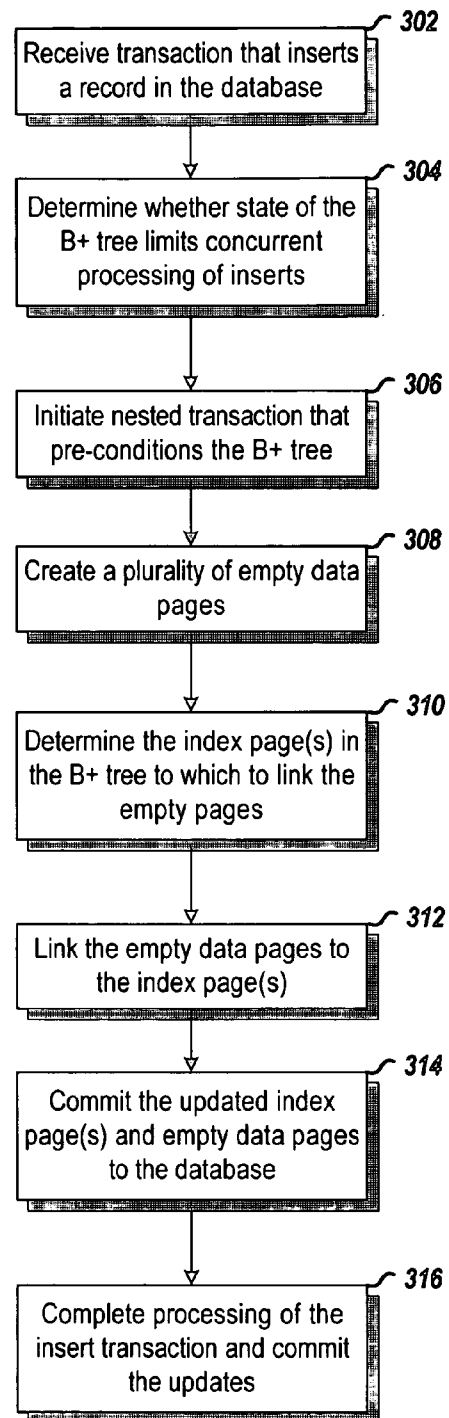 302
Receive transaction that inserts
a record in the database
304
Determine whether state of the
B+ tree limits concurrent
processing of inserts
306
Initiate nested transaction that
pre-conditions the B+ tree
308
Create a plurality of empty data
pages
310
Determine the index page(s) in
the B+ tree to which to link the
empty pages
312
Link the empty data pages to
the index page(s)
314
Commit the updated index
page(s) and empty data pages
to the database
316
Complete processing of the
insert transaction and commit
the updates